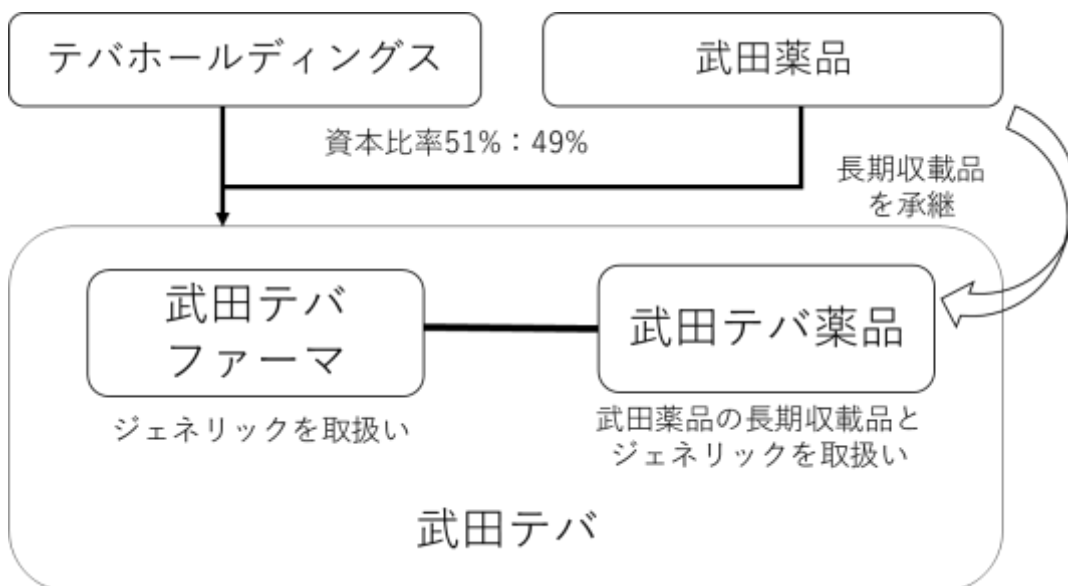 テバホールディングス
武田薬品
資本比率51%：49%
長期収載品
を承継
武田テバ
ファーマ
武田テバ薬品
ジェネリックを取扱い
武田薬品の長期収載品と
ジェネリックを取扱い
武田テバ